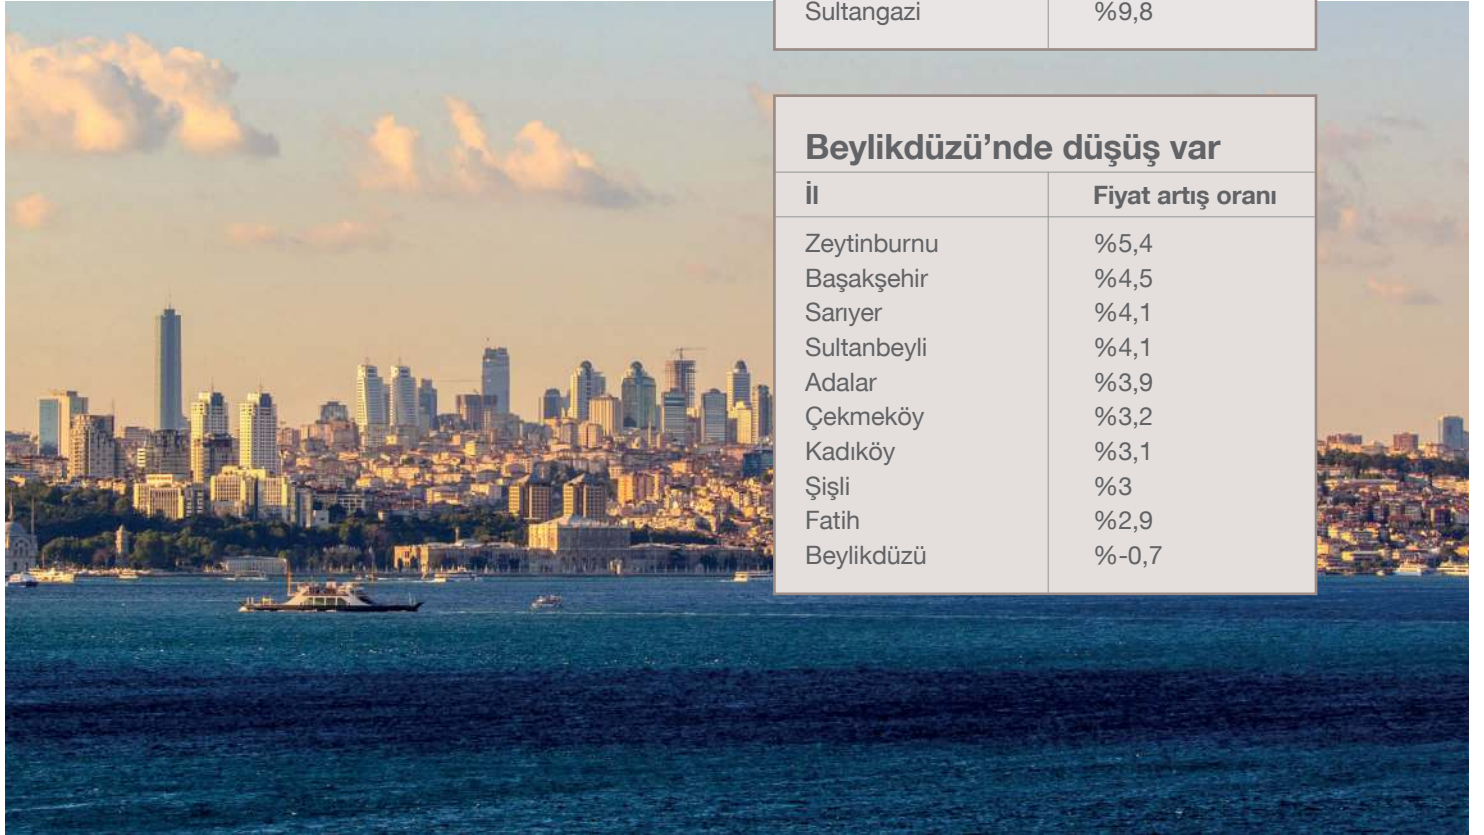 Sultangazi %9,8
Beylikdüzü’nde düşüş var
İl Fiyat artış oranı
Zeytinburnu %5,4
Başakşehir %4,5
Sarıyer %4,1
Sultanbeyli %4,1
Adalar %3,9
Çekmeköy %3,2
Kadıköy %3,1
Şişli %3
Fatih %2,9
Beylikdüzü %-0,7